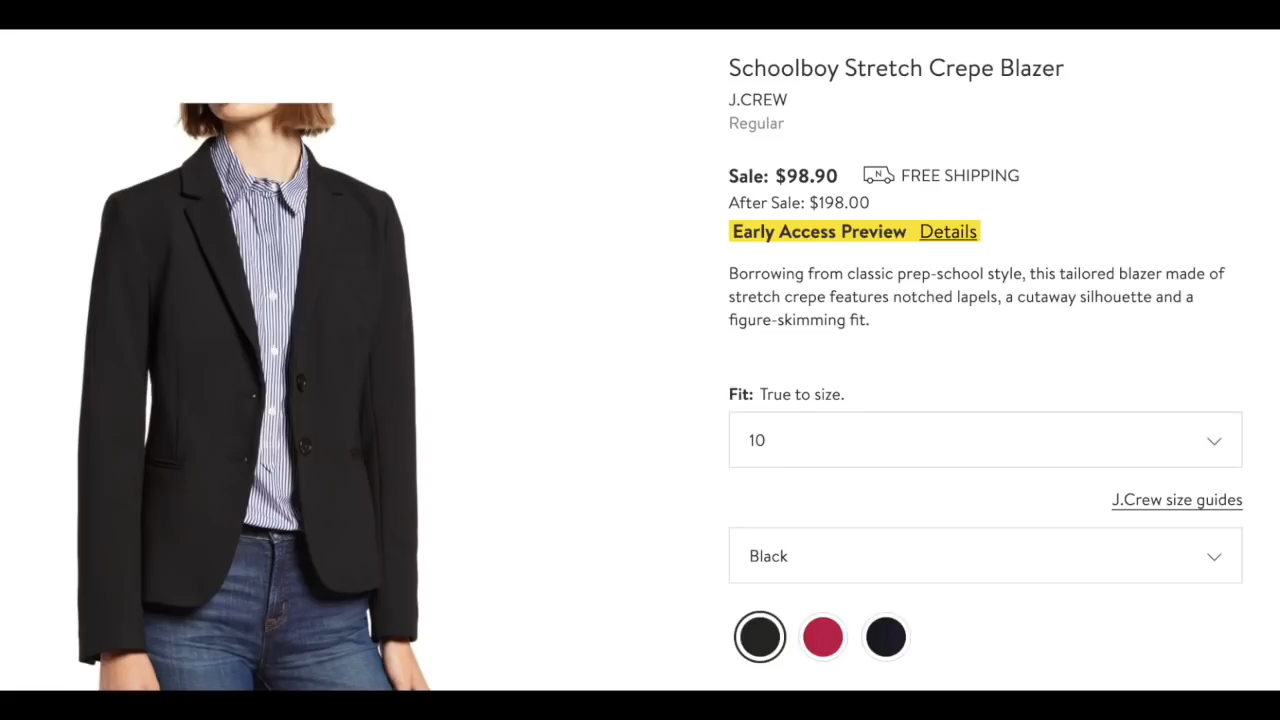 Schoolboy Stretch Crepe Blazer
J.CREW
Regular
Sale: $98.90 N FREE SHIPPING
After Sale: $198.00
Early Access Preview Details
Borrowing from classic prep-school style, this tailored blazer made of
stretch crepe features notched lapels, a cutaway silhouette and a
figure-skimming fit.
Fit: True to size.
10
J.Crew size guides
Black